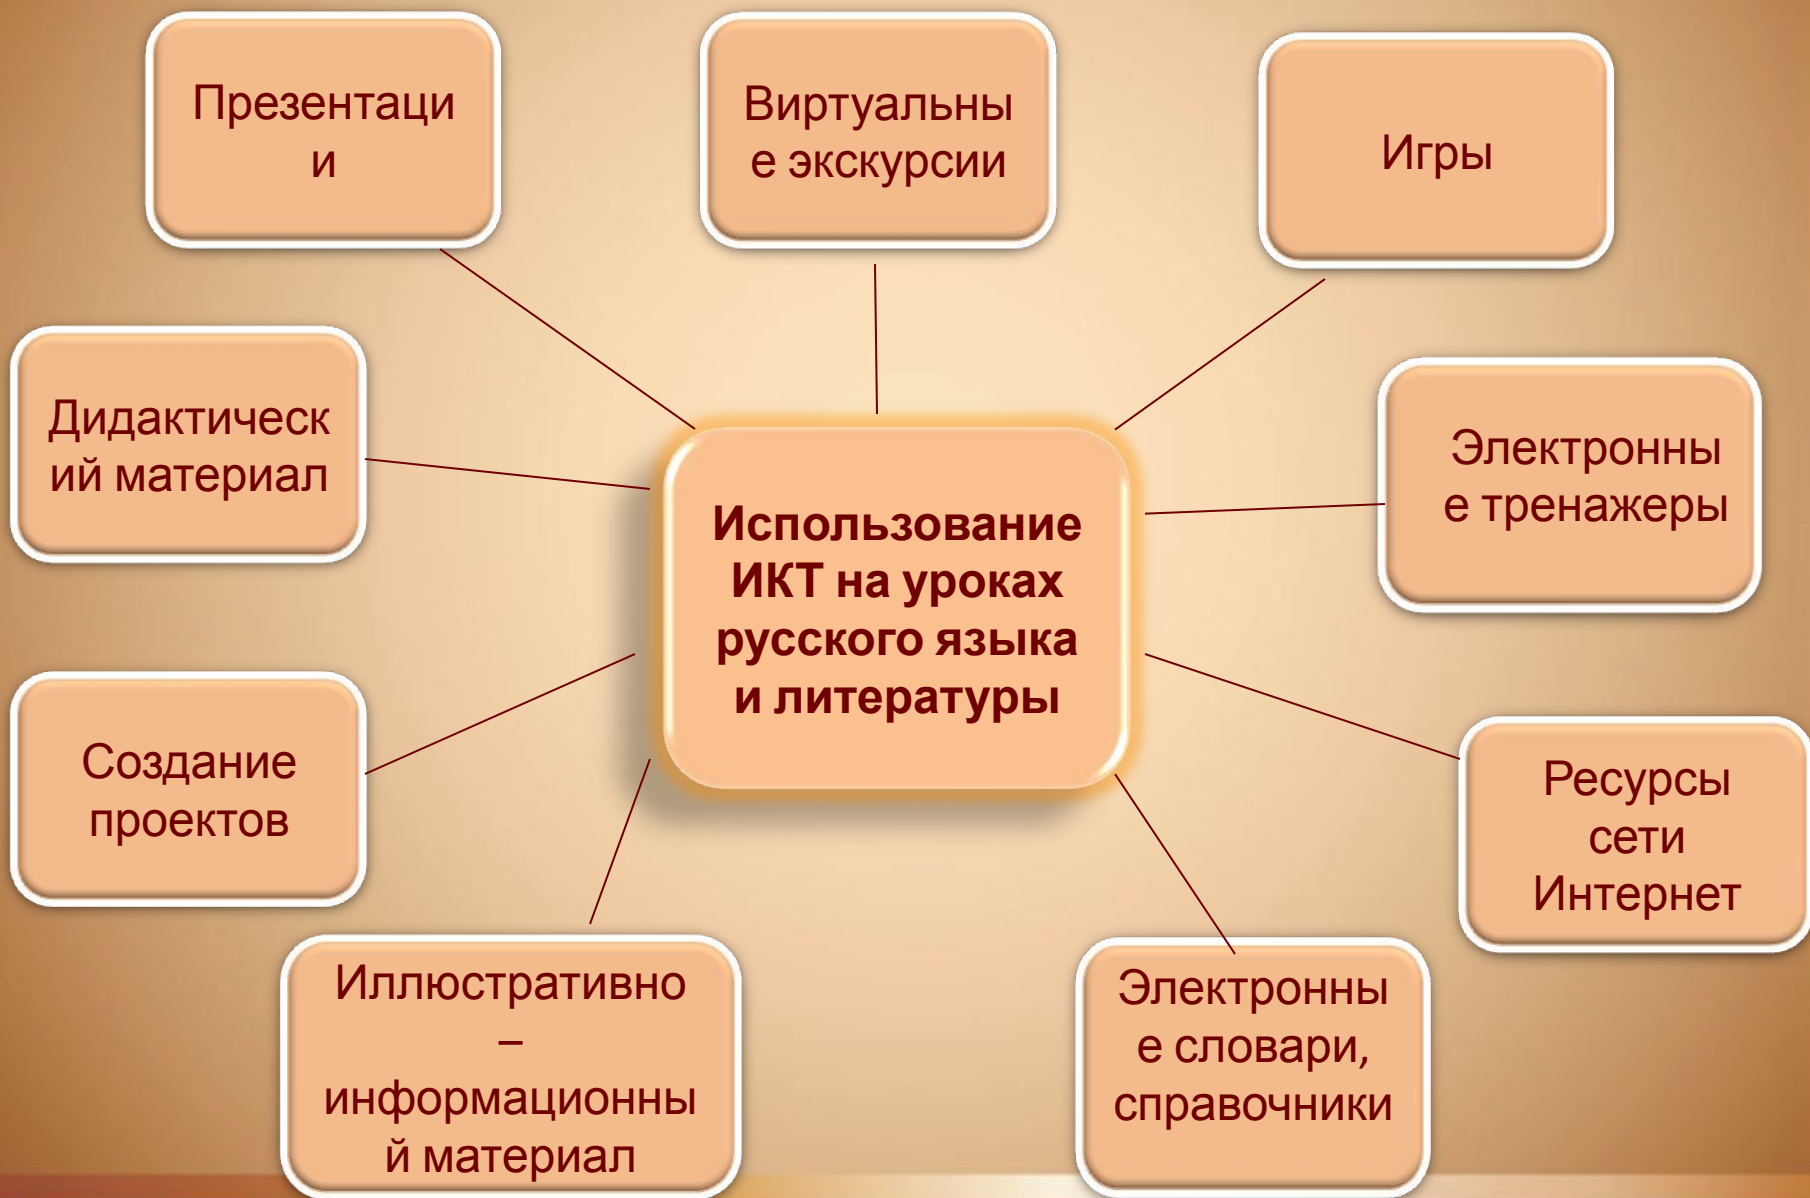 Презентаци
и
Виртуальны
е экскурсии
Игры
Дидактическ
ий материал
Электронны
е тренажеры
Использование
ИКТ на уроках
русского языка
и литературы
Создание
проектов
Ресурсы
сети
Интернет
Иллюстративно
–
информационны
й материал
Электронны
е словари,
справочники